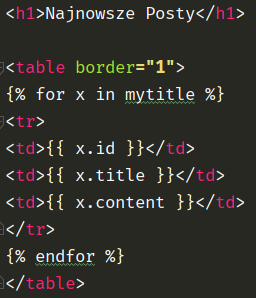 <h1>Najnowsze Posty</h1>
<table border="1">
{% for x in mytitle %}
<tr>
<td>{{ x.id }}</td>
<td>{{ x.title }}</td>
<td>{{ x.content }}</td>
</tr>
{% endfor %}
</table>